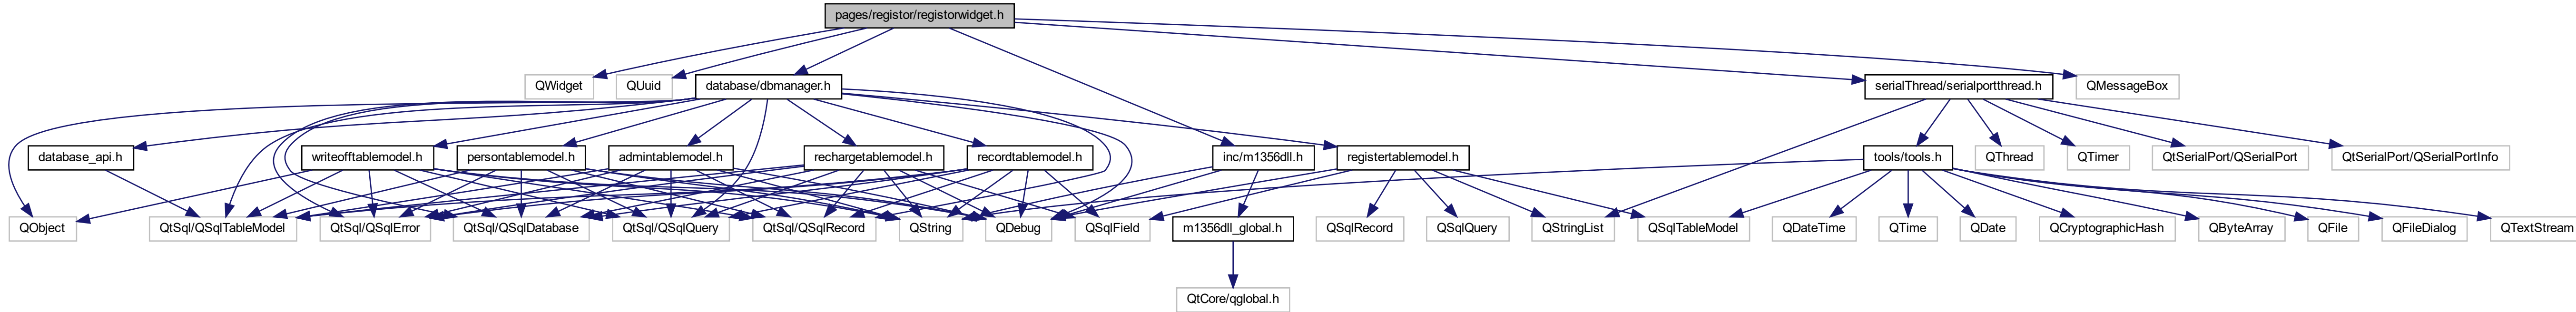 pages/registor/registorwidget.h
QWidget
QUuid
database/dbmanager.h
serialThread/serialportthread.h
QMessageBox
database_api.h
writeofftablemodel.h
persontablemodel.h
admintablemodel.h
rechargetablemodel.h
recordtablemodel.h
inc/m1356dll.h
registertablemodel.h
tools/tools.h
QThread
QTimer
QtSerialPort/QSerialPort
QtSerialPort/QSerialPortInfo
QObject
QtSql/QSqlTableModel
QtSql/QSqlError
QtSql/QSqlDatabase
QtSql/QSqlQuery
QtSql/QSqlRecord
QString
QDebug
QSqlField
m1356dll_global.h
QSqlRecord
QSqlQuery
QStringList
QSqlTableModel
QDateTime
QTime
QDate
QCryptographicHash
QByteArray
QFile
QFileDialog
QTextStream
QtCore/qglobal.h